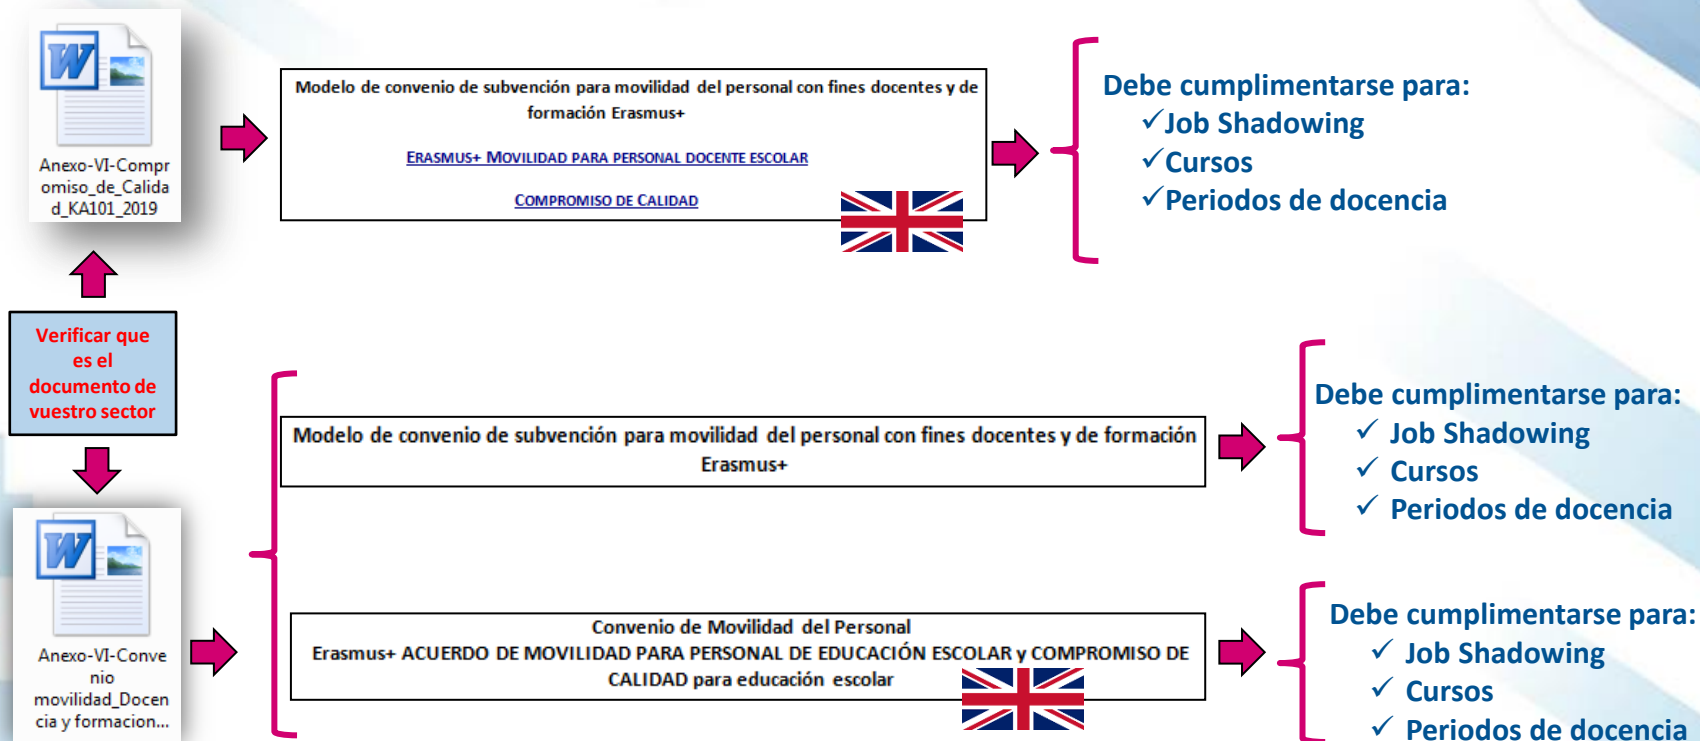 W
Anexo-VI-Compr
omiso_de_Calida
d_KA101_2019
Modelo de convenio de subvención para movilidad del personal con fines docentes y de
formación Erasmus+
ERASMUS+ MOVILIDAD PARA PERSONAL DOCENTE ESCOLAR
COMPROMISO DE CALIDAD
Debe cumplimentarse para:
✓Job Shadowing
✓Cursos
✓Periodos de docencia
Verificar que
es el
documento de
vuestro sector
Modelo de convenio de subvención para movilidad del personal con fines docentes y de formación
Erasmus+
Debe cumplimentarse para:
✓ Job Shadowing
✓ Cursos
✓ Periodos de docencia
W
Anexo-VI-Conve
nio
movilidad_Docen
cia y formacion...
Convenio de Movilidad del Personal
Erasmus+ ACUERDO DE MOVILIDAD PARA PERSONAL DE EDUCACIÓN ESCOLAR y COMPROMISO DE
CALIDAD para educación escolar
Debe cumplimentarse para:
✓ Job Shadowing
✓ Cursos
✓ Periodos de docencia